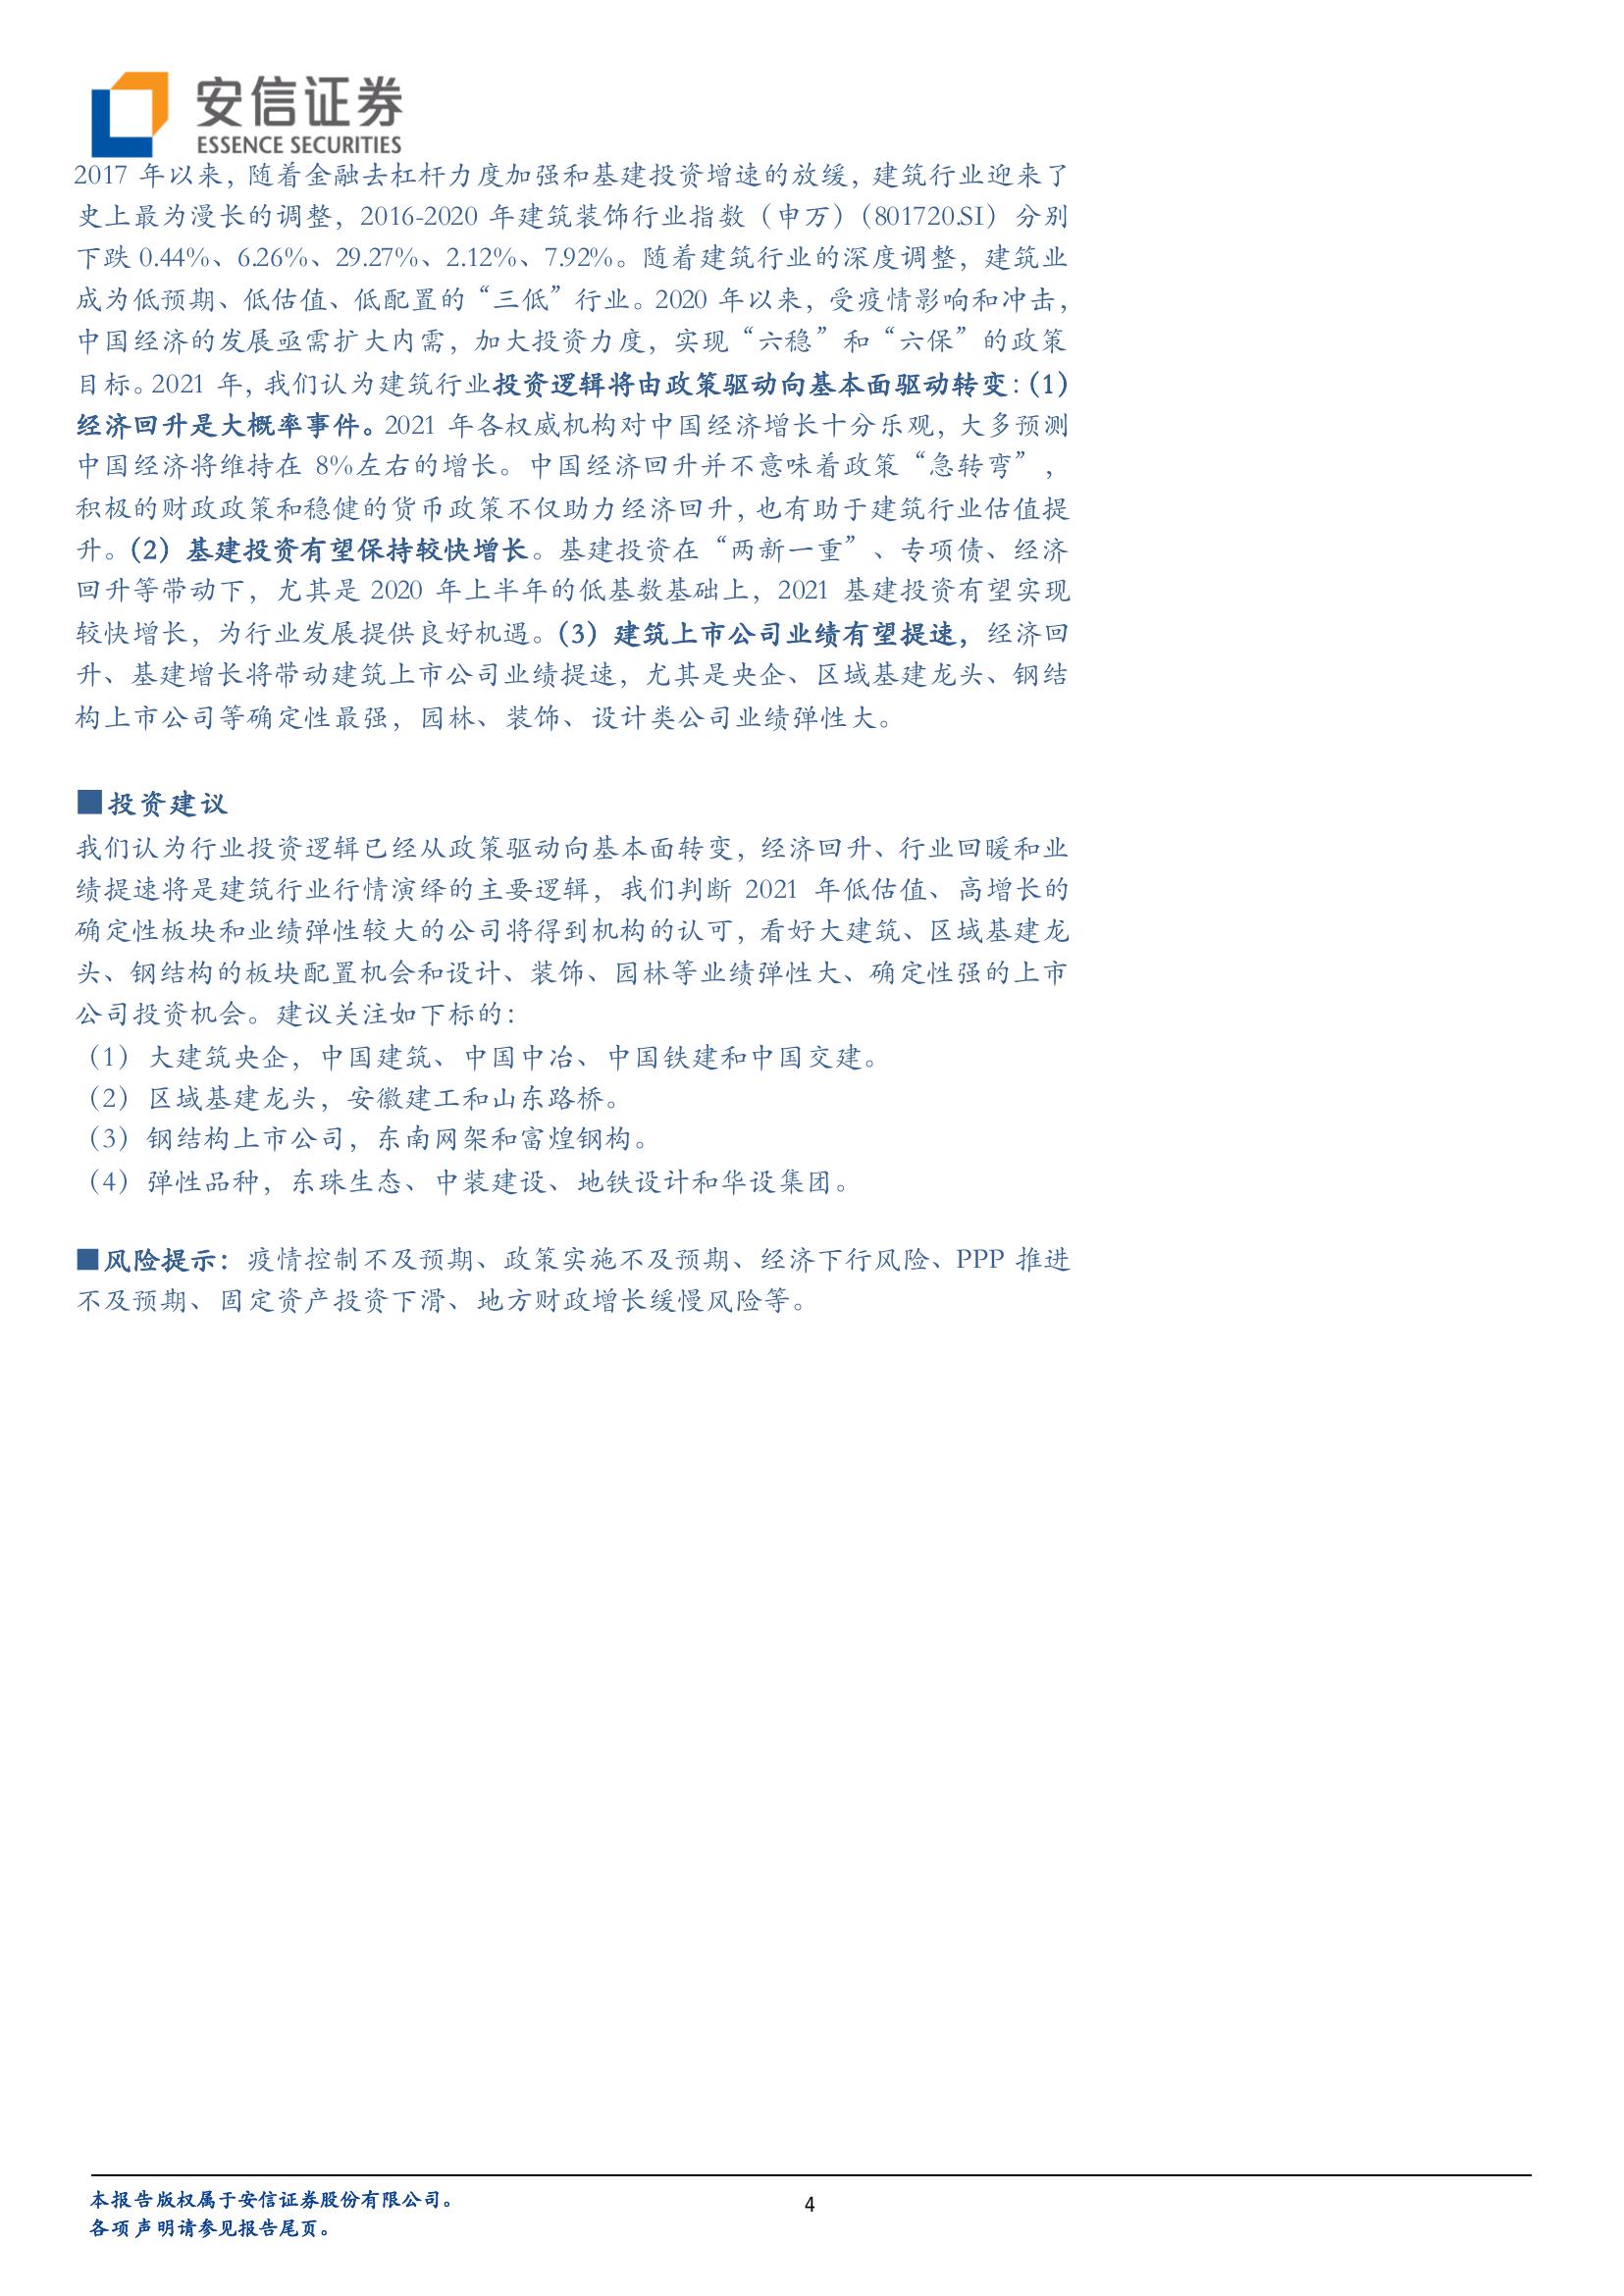 安信证券
ESSENCE SECURITIES
2017 年以来，随着金融去杠杆力度加强和基建投资增速的放缓，建筑行业迎来了
史上最为漫长的调整，2016-2020 年建筑装饰行业指数（申万）（801720.SI）分别
下跌 0.44%、6.26%、29.27%、2.12%、7.92%。随着建筑行业的深度调整，建筑业
成为低预期、低估值、低配置的“三低”行业。2020 年以来，受疫情影响和冲击，
中国经济的发展亟需扩大内需，加大投资力度，实现“六稳”和“六保”的政策
目标。2021 年，我们认为建筑行业投资逻辑将由政策驱动向基本面驱动转变：（1）
经济回升是大概率事件。2021 年各权威机构对中国经济增长十分乐观，大多预测
中国经济将维持在 8%左右的增长。中国经济回升并不意味着政策“急转弯”，
积极的财政政策和稳健的货币政策不仅助力经济回升，也有助于建筑行业估值提
升。（2）基建投资有望保持较快增长。基建投资在“两新一重”、专项债、经济
回升等带动下，尤其是 2020 年上半年的低基数基础上，2021 基建投资有望实现
较快增长，为行业发展提供良好机遇。（3）建筑上市公司业绩有望提速，经济回
升、基建增长将带动建筑上市公司业绩提速，尤其是央企、区域基建龙头、钢结
构上市公司等确定性最强，园林、装饰、设计类公司业绩弹性大。
■投资建议
我们认为行业投资逻辑已经从政策驱动向基本面转变，经济回升、行业回暖和业
绩提速将是建筑行业行情演绎的主要逻辑，我们判断 2021 年低估值、高增长的
确定性板块和业绩弹性较大的公司将得到机构的认可，看好大建筑、区域基建龙
头、钢结构的板块配置机会和设计、装饰、园林等业绩弹性大、确定性强的上市
公司投资机会。建议关注如下标的：
（1）大建筑央企，中国建筑、中国中冶、中国铁建和中国交建。
（2）区域基建龙头，安徽建工和山东路桥。
（3）钢结构上市公司，东南网架和富煌钢构。
（4）弹性品种，东珠生态、中装建设、地铁设计和华设集团。
■风险提示：疫情控制不及预期、政策实施不及预期、经济下行风险、PPP 推进
不及预期、固定资产投资下滑、地方财政增长缓慢风险等。
本报告版权属于安信证券股份有限公司。
各项声明请参见报告尾页。
4